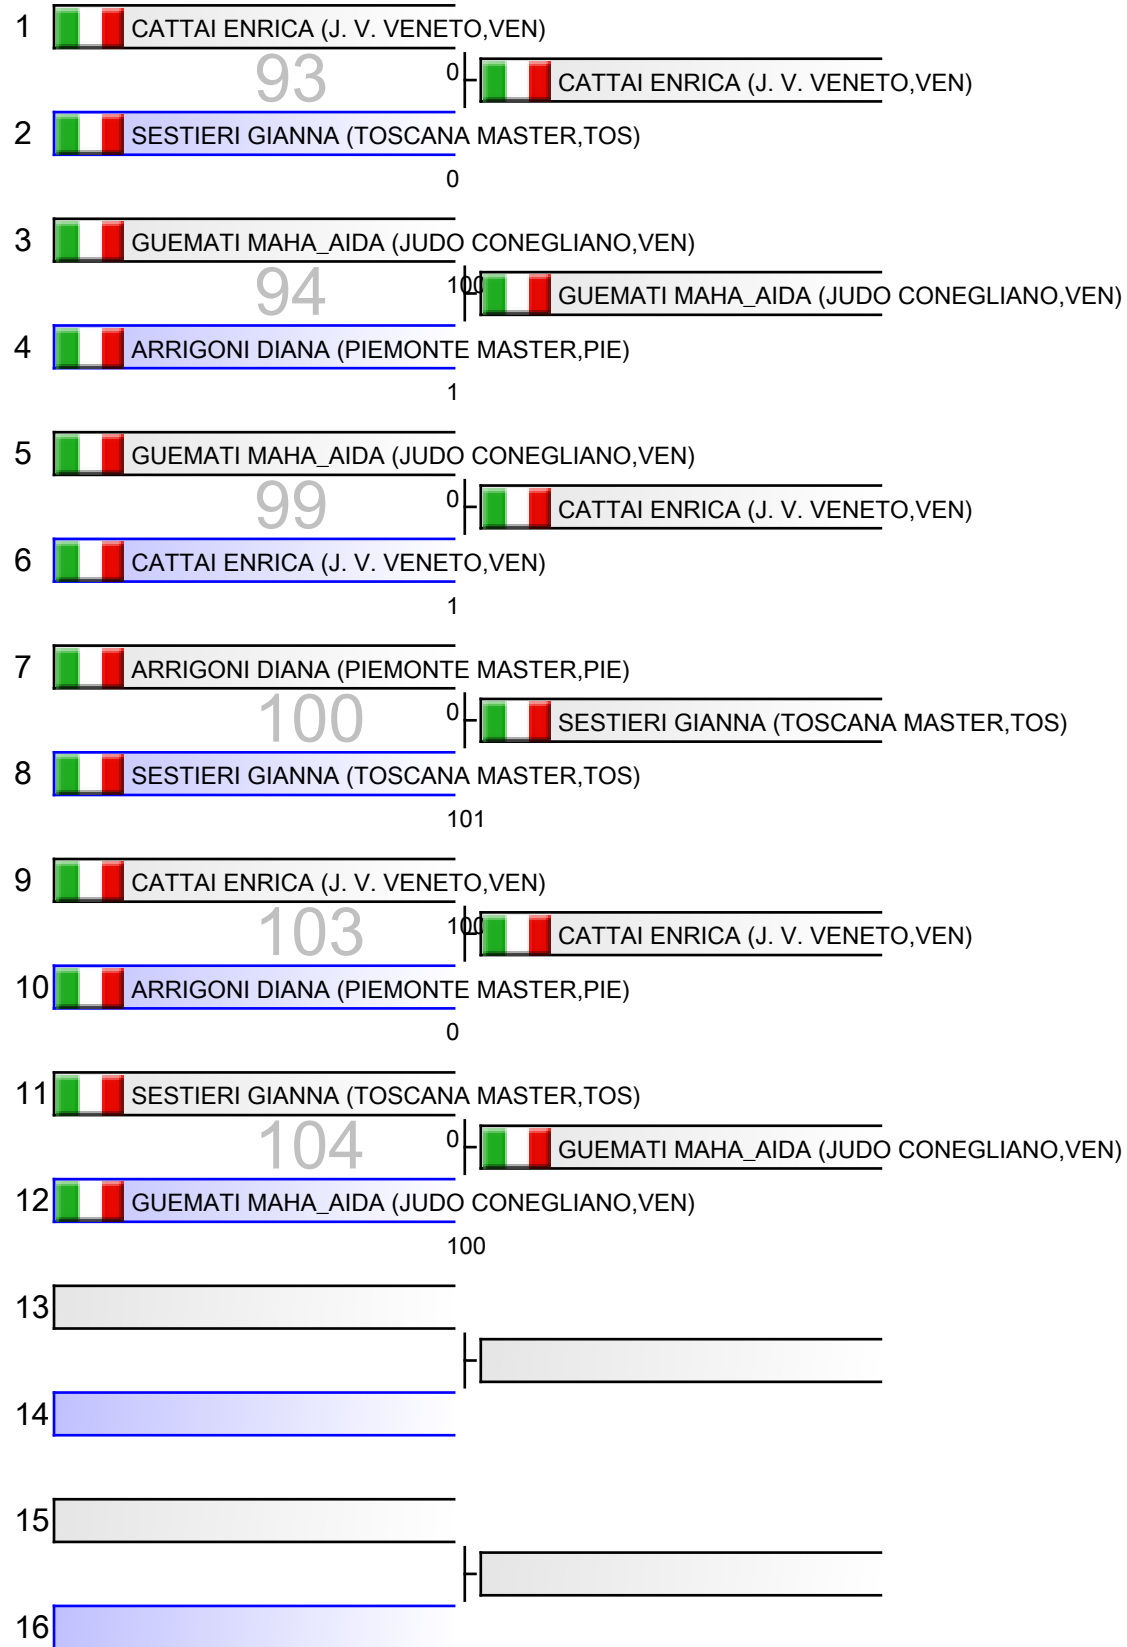 1 CATTAI ENRICA (J. V. VENETO,VEN)
93 0 CATTAI ENRICA (J. V. VENETO,VEN)
2 SESTIERI GIANNA (TOSCANA MASTER,TOS)
0
3 GUEMATI MAHA_AIDA (JUDO CONEGLIANO,VEN)
94 100 GUEMATI MAHA_AIDA (JUDO CONEGLIANO,VEN)
4 ARRIGONI DIANA (PIEMONTE MASTER,PIE)
1
5 GUEMATI MAHA_AIDA (JUDO CONEGLIANO,VEN)
99 0 CATTAI ENRICA (J. V. VENETO,VEN)
6 CATTAI ENRICA (J. V. VENETO,VEN)
1
7 ARRIGONI DIANA (PIEMONTE MASTER,PIE)
100 0 SESTIERI GIANNA (TOSCANA MASTER,TOS)
8 SESTIERI GIANNA (TOSCANA MASTER,TOS)
101
9 CATTAI ENRICA (J. V. VENETO,VEN)
103 100 CATTAI ENRICA (J. V. VENETO,VEN)
10 ARRIGONI DIANA (PIEMONTE MASTER,PIE)
0
11 SESTIERI GIANNA (TOSCANA MASTER,TOS)
104 0 GUEMATI MAHA_AIDA (JUDO CONEGLIANO,VEN)
12 GUEMATI MAHA_AIDA (JUDO CONEGLIANO,VEN)
100
13
14
15
16